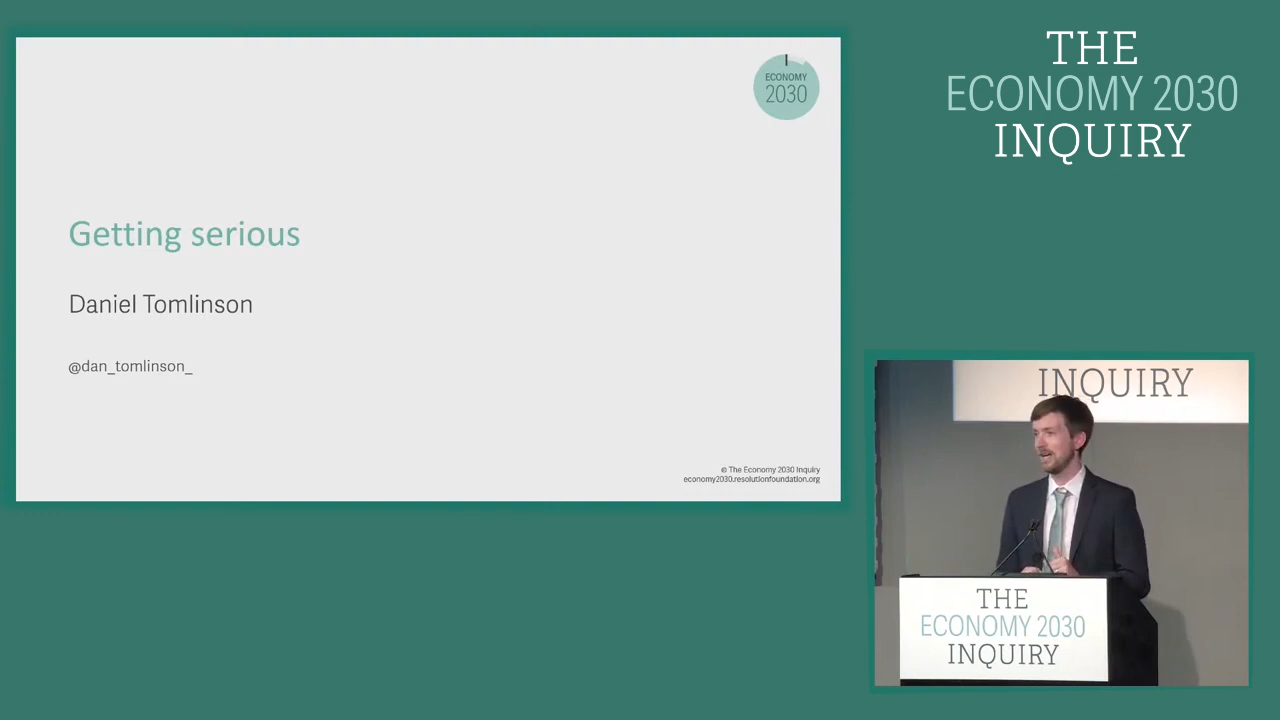 ECONOMY
2030
Getting serious
Daniel Tomlinson
@dan_tomlinson_
© The Economy 2030 Inquiry
economy2030.resolutionfoundation.org
THE
ECONOMY 2030
INQUIRY
INQUIRY
THE
ECONOMY 2030
INQUIRY